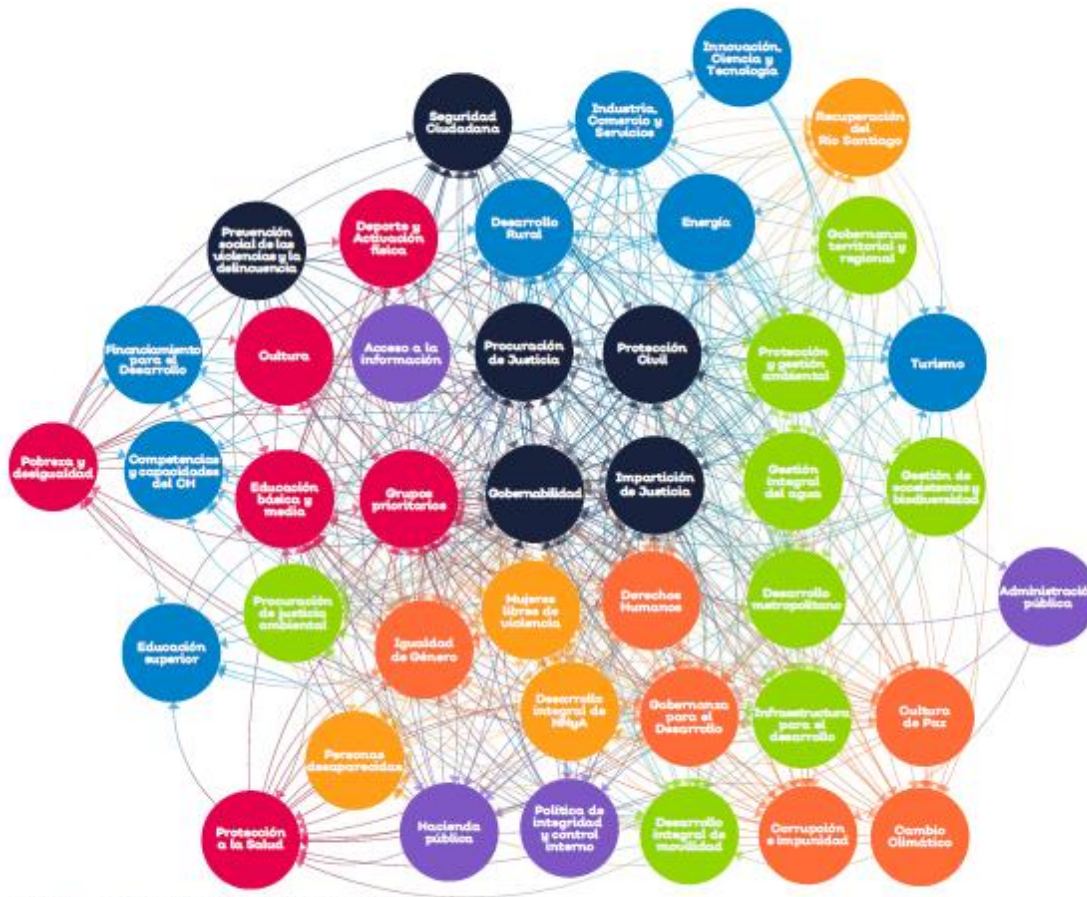 Innovación,
Ciencia y
Tecnología
Seguridad
Ciudadana
Industria,
Comercio y
Servicios
Recuperación
del
Río Santiago
Prevención
social de las
violencias y la
delincuencia
Deporte y
Activación
física
Desarrollo
Rural
Energía
Gobernanza
territorial y
regional
Financiamiento
para el
Desarrollo
Cultura
Acceso a la
información
Procuración
de Justicia
Protección
Civil
Protección
y gestión
ambiental
Turismo
Pobreza y
desigualdad
Competencias
y capacidades
del CH
Educación
básica y
media
Grupos
prioritarios
Gobernabilidad
Impartición
de Justicia
Gestión
integral
del agua
Gestión de
ecosistemas y
biodiversidad
Procuración
de justicia
ambiental
Mujeres
libres de
violencia
Derechos
Humanos
Desarrollo
metropolitano
Administración
pública
Educación
superior
Igualdad
de Género
Desarrollo
integral de
NNyA
Gobernanza
para el
Desarrollo
Infraestructura
para el
desarrollo
Cultura
de Paz
Personas
desaparecidas
Protección
a la Salud
Hacienda
pública
Política de
integridad
y control
interno
Desarrollo
integral de
movilidad
Corrupción
e impunidad
Cambio
Climático